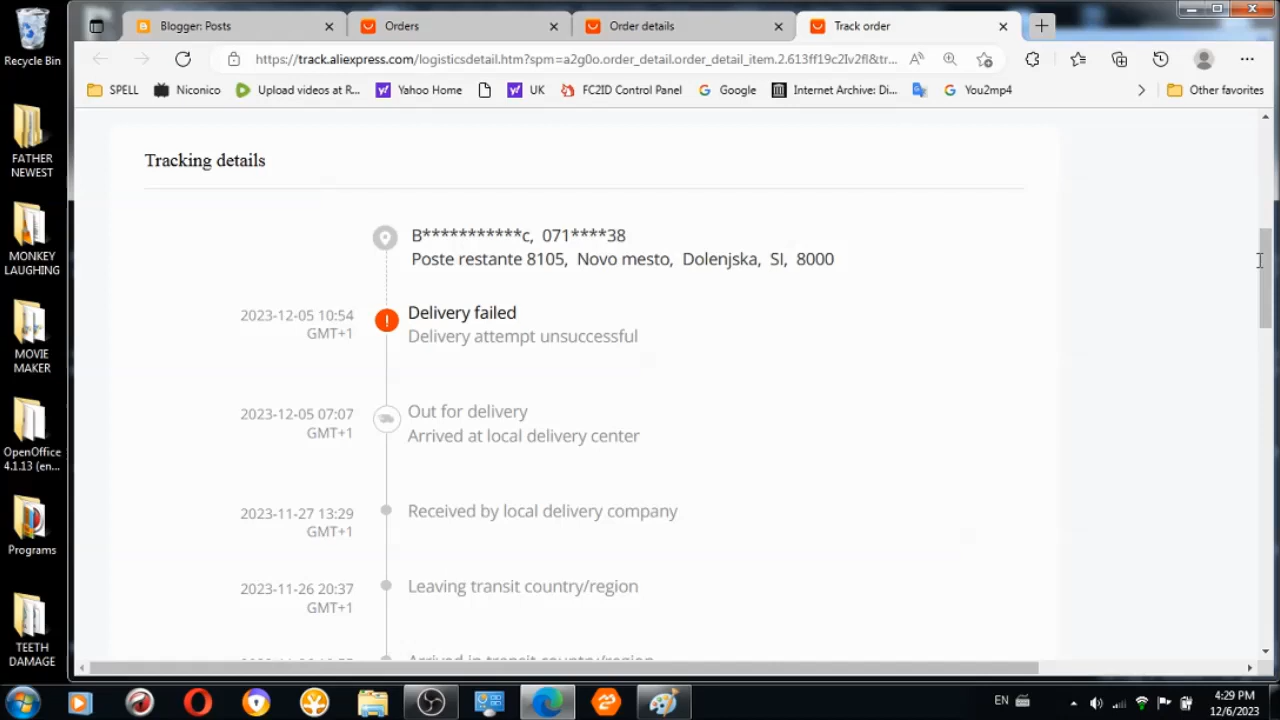 Recycle Bin
FATHER
NEWEST
MONKEY
LAUGHING
MOVIE
MAKER
OpenOffice
4.1.13 (en...
Programs
TEETH
DAMAGE
Blogger: Posts
Orders
Order details
Track order
https://track.aliexpress.com/logisticsdetail.htm?spm=a2g0o.order_detail.order_detail_item.2.613ff19c2Iv2fl&tr...
SPELL
Niconico
Upload videos at R...
Yahoo Home
UK
FC2ID Control Panel
Google
Internet Archive: Di...
You2mp4
Other favorites
Tracking details
B***********c, 071****38
Poste restante 8105, Novo mesto, Dolenjska, SI, 8000
2023-12-05 10:54
GMT+1
Delivery failed
Delivery attempt unsuccessful
2023-12-05 07:07
GMT+1
Out for delivery
Arrived at local delivery center
2023-11-27 13:29
GMT+1
Received by local delivery company
2023-11-26 20:37
GMT+1
Leaving transit country/region
Arrived in transit country/region
EN
4:29 PM
12/6/2023